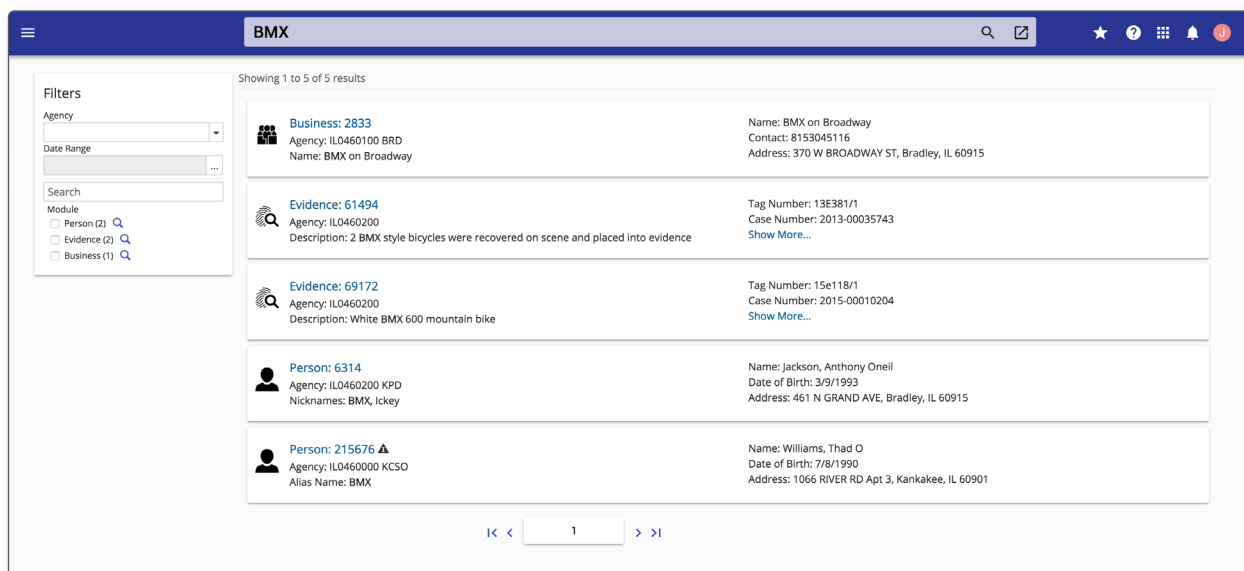 BMX
J
Showing 1 to 5 of 5 results
Filters
Agency
Date Range
...
Search
Module
Person (2)
Evidence (2)
Business (1)
Business: 2833
Agency: IL0460100 BRD
Name: BMX on Broadway
Name: BMX on Broadway
Contact: 8153045116
Address: 370 W BROADWAY ST, Bradley, IL 60915
Evidence: 61494
Agency: IL0460200
Description: 2 BMX style bicycles were recovered on scene and placed into evidence
Tag Number: 13E381/1
Case Number: 2013-00035743
Show More...
Evidence: 69172
Agency: IL0460200
Description: White BMX 600 mountain bike
Tag Number: 15e118/1
Case Number: 2015-00010204
Show More...
Person: 6314
Agency: IL0460200 KPD
Nicknames: BMX, Ickey
Name: Jackson, Anthony Oneil
Date of Birth: 3/9/1993
Address: 461 N GRAND AVE, Bradley, IL 60915
Person: 215676
Agency: IL0460000 KCSO
Alias Name: BMX
Name: Williams, Thad O
Date of Birth: 7/8/1990
Address: 1066 RIVER RD Apt 3, Kankakee, IL 60901
1